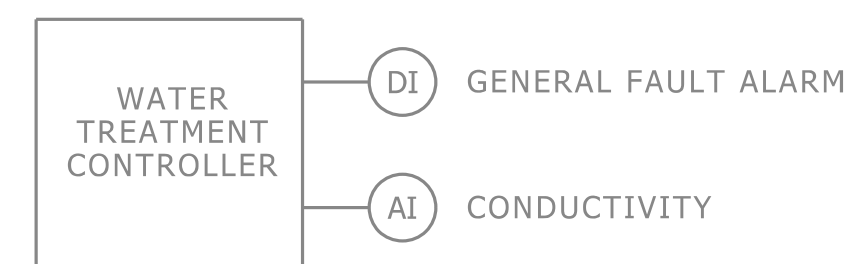 WATER
TREATMENT
CONTROLLER
DI GENERAL FAULT ALARM
AI CONDUCTIVITY